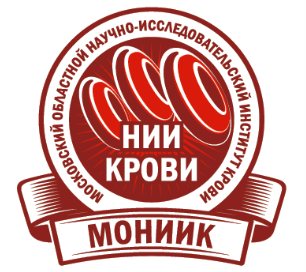 МОСКОВСКИЙ ОБЛАСТНОЙ НАУЧНО-ИССЛЕДОВАТЕЛЬСКИЙ ИНСТИТУТ КРОВИ
НИИ
КРОВИ
МОНИИК